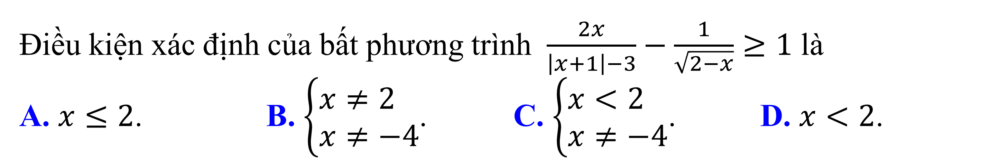 Điều kiện xác định của bất phương trình $\frac{2x}{|x+1|-3} - \frac{1}{\sqrt{2-x}} \geq 1$ là
A. $x \leq 2$. B. $\begin{cases} x \neq 2 \\ x \neq -4 \end{cases}$. C. $\begin{cases} x < 2 \\ x \neq -4 \end{cases}$. D. $x < 2$.